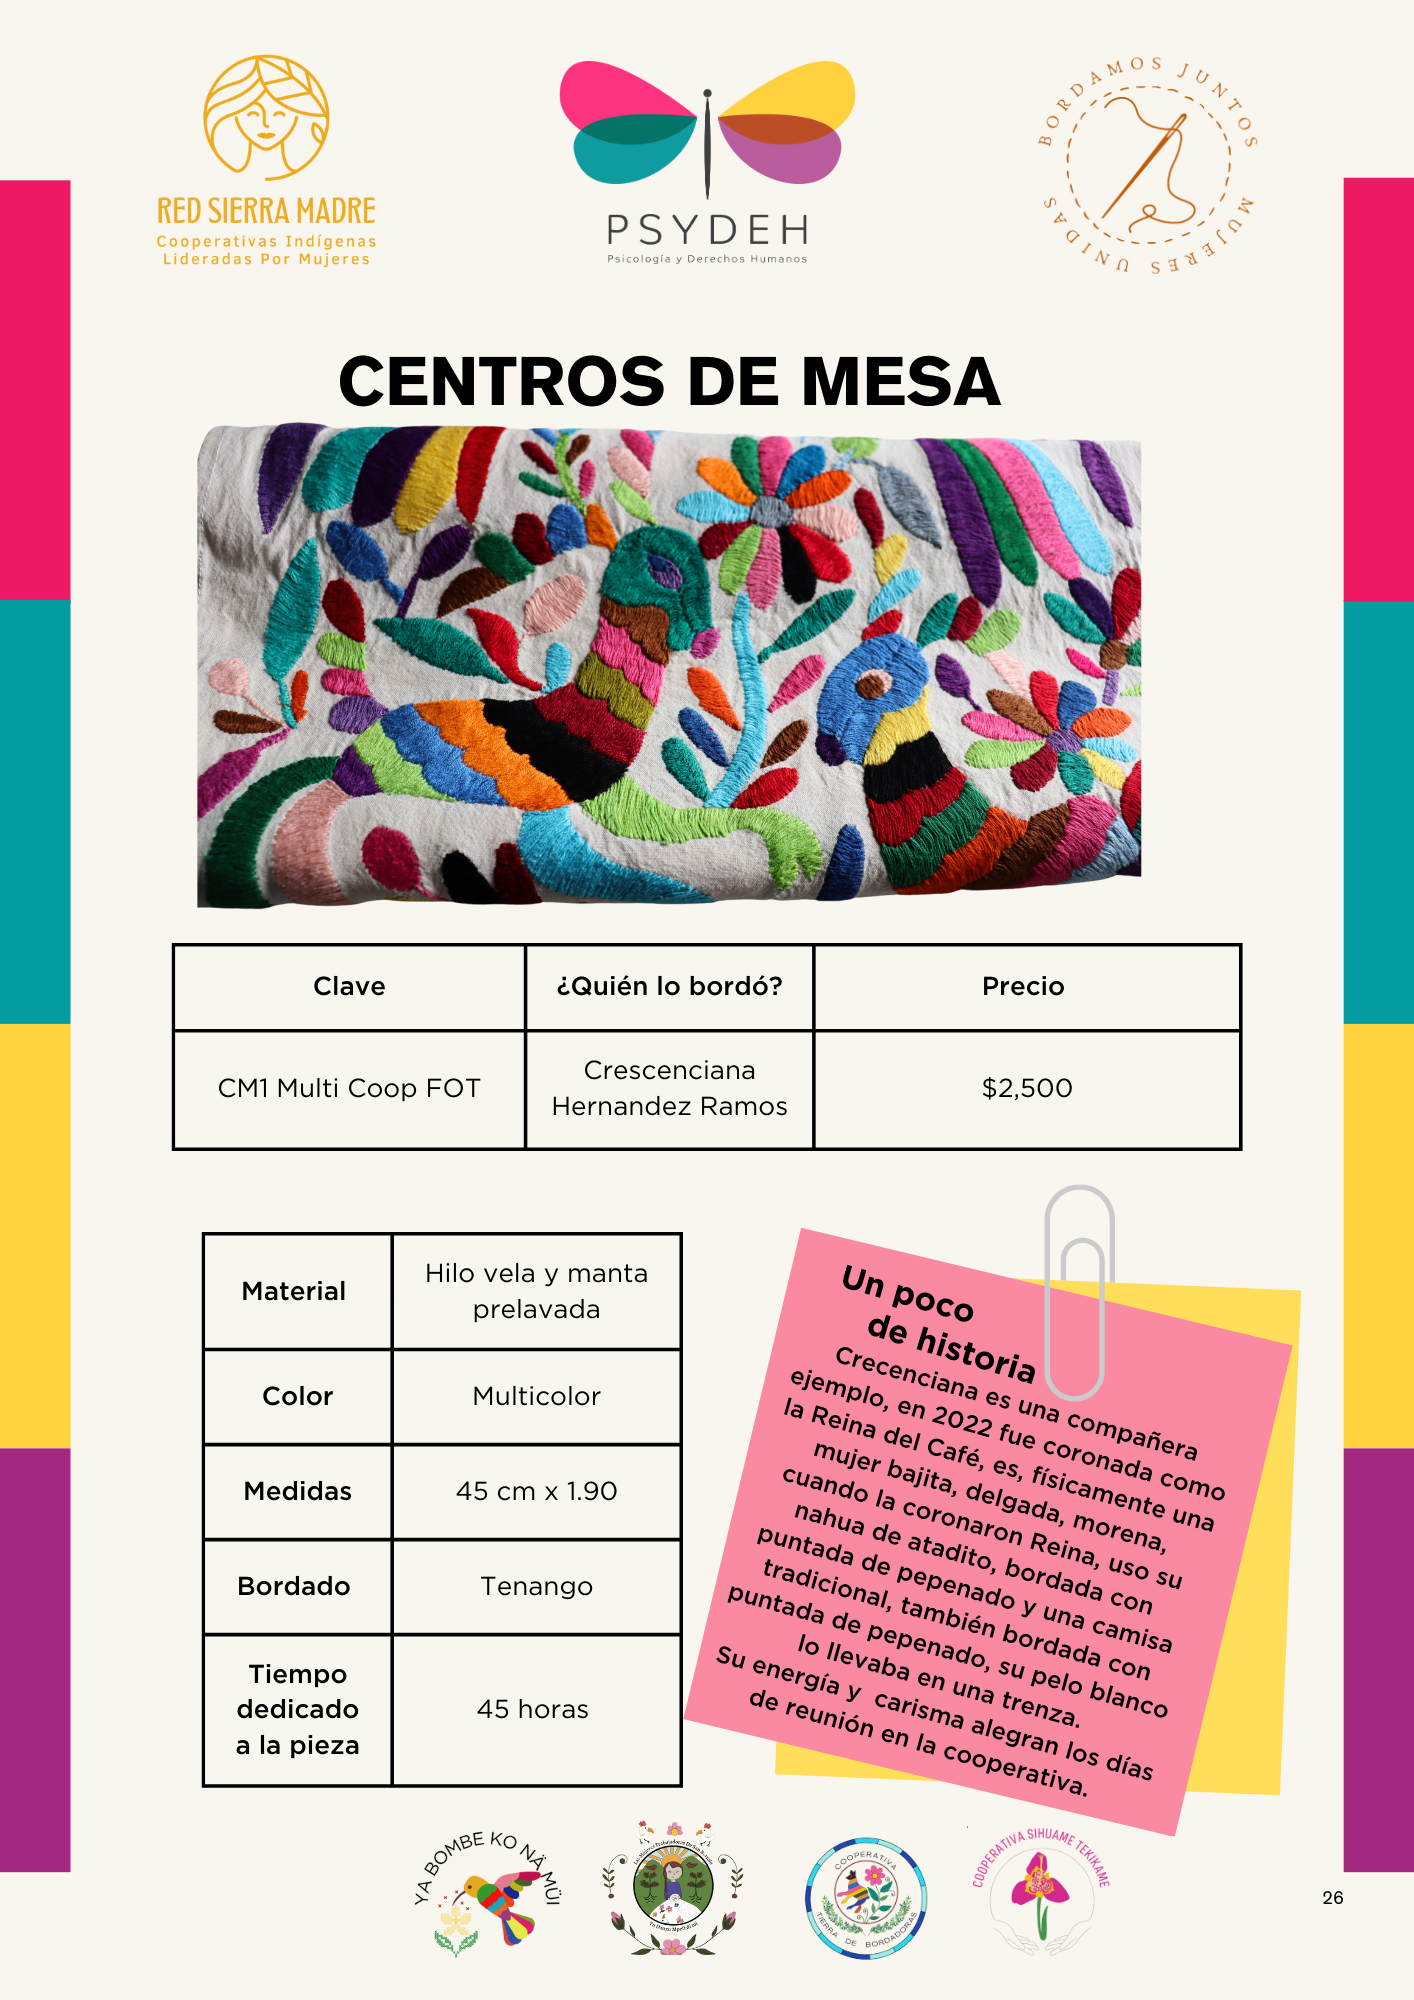 RED SIERRA MADRE
Cooperativas Indígenas
Lideradas Por Mujeres
PSYDEH
Psicología y Derechos Humanos
BORDAMOS JUNTOS
MUJERES UNIDAS
CENTROS DE MESA
Clave
¿Quién lo bordó?
Precio
CM1 Multi Coop FOT
Crescenciana
Hernandez Ramos
$2,500
Material
Hilo vela y manta
prelavada
Color
Multicolor
Medidas
45 cm x 1.90
Bordado
Tenango
Tiempo
dedicado
a la pieza
45 horas
Un poco
de historia
Crecenciana es una compañera
ejemplo, en 2022 fue coronada como
la Reina del Café, es, físicamente una
mujer bajita, delgada, morena,
cuando la coronaron Reina, uso su
nahua de atadito, bordada con
puntada de pepenado y una camisa
tradicional, también bordada con
puntada de pepenado, su pelo blanco
lo llevaba en una trenza.
Su energía y carisma alegran los días
de reunión en la cooperativa.
YA BOMBE KO NÄ MÜI
COOPERATIVA
TIERRA DE BORDADORAS
COOPERATIVA SIHUAME TEKIKAME
26